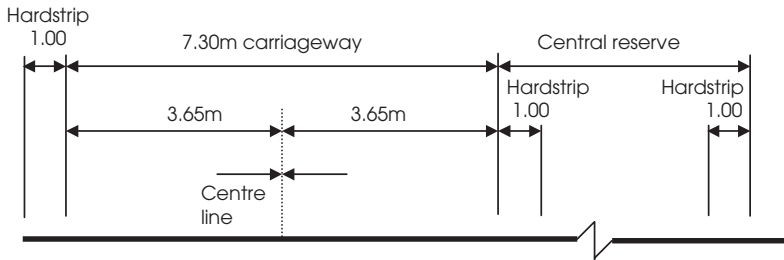 Hardstrip
1.00
7.30m carriageway
Central reserve
Hardstrip
1.00
Hardstrip
1.00
3.65m
3.65m
Centre
line